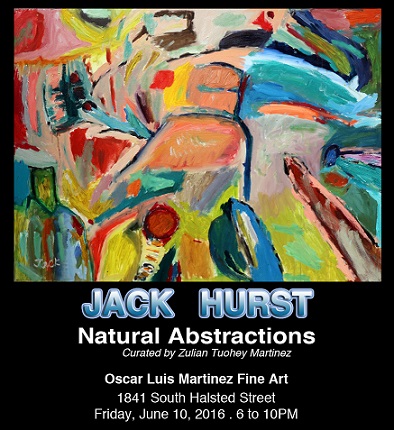 Jack
JACK HURST
Natural Abstractions
Curated by Zulian Tuohey Martinez
Oscar Luis Martinez Fine Art
1841 South Halsted Street
Friday, June 10, 2016 . 6 to 10PM